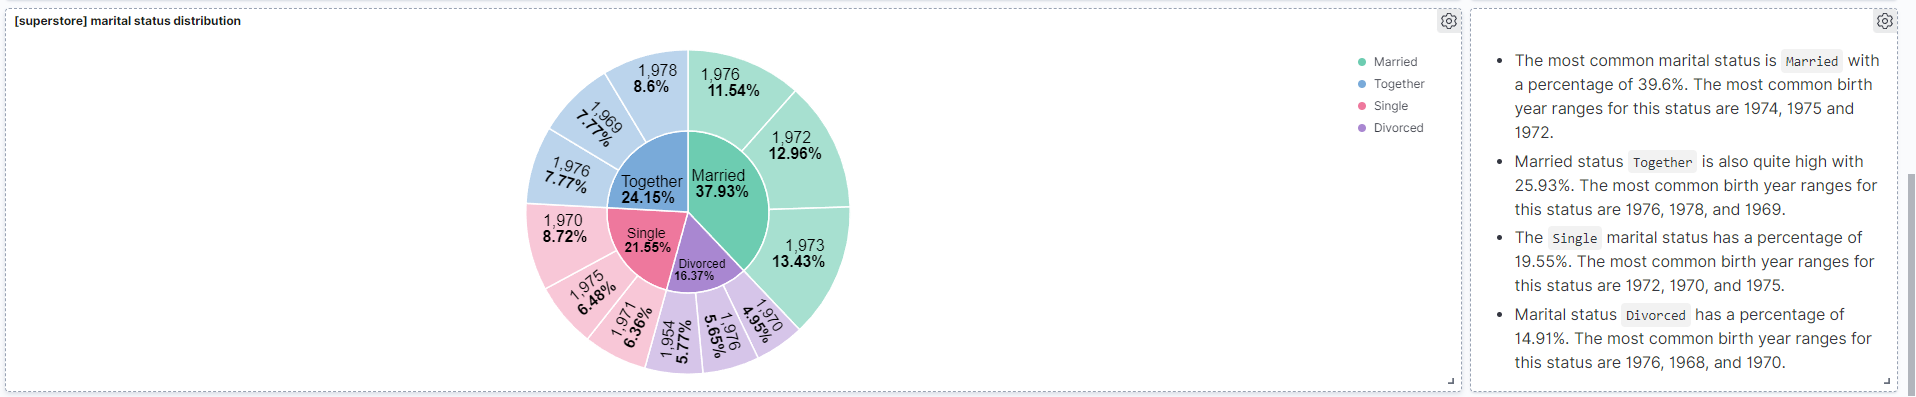 [superstore] marital status distribution
1,978
8.6%
1,976
11.54%
1,969
7.77%
1,972
12.96%
1,976
7.77%
Together
24.15%
Married
37.93%
1,970
8.72%
Single
21.55%
1,973
13.43%
Divorced
16.37%
1,975
6.48%
1,971
6.36%
1,954
5.77%
1,976
5.65%
1,970
4.95%
Married
Together
Single
Divorced
• The most common marital status is Married with
a percentage of 39.6%. The most common birth
year ranges for this status are 1974, 1975 and
1972.
• Married status Together is also quite high with
25.93%. The most common birth year ranges for
this status are 1976, 1978, and 1969.
• The Single marital status has a percentage of
19.55%. The most common birth year ranges for
this status are 1972, 1970, and 1975.
• Marital status Divorced has a percentage of
14.91%. The most common birth year ranges for
this status are 1976, 1968, and 1970.